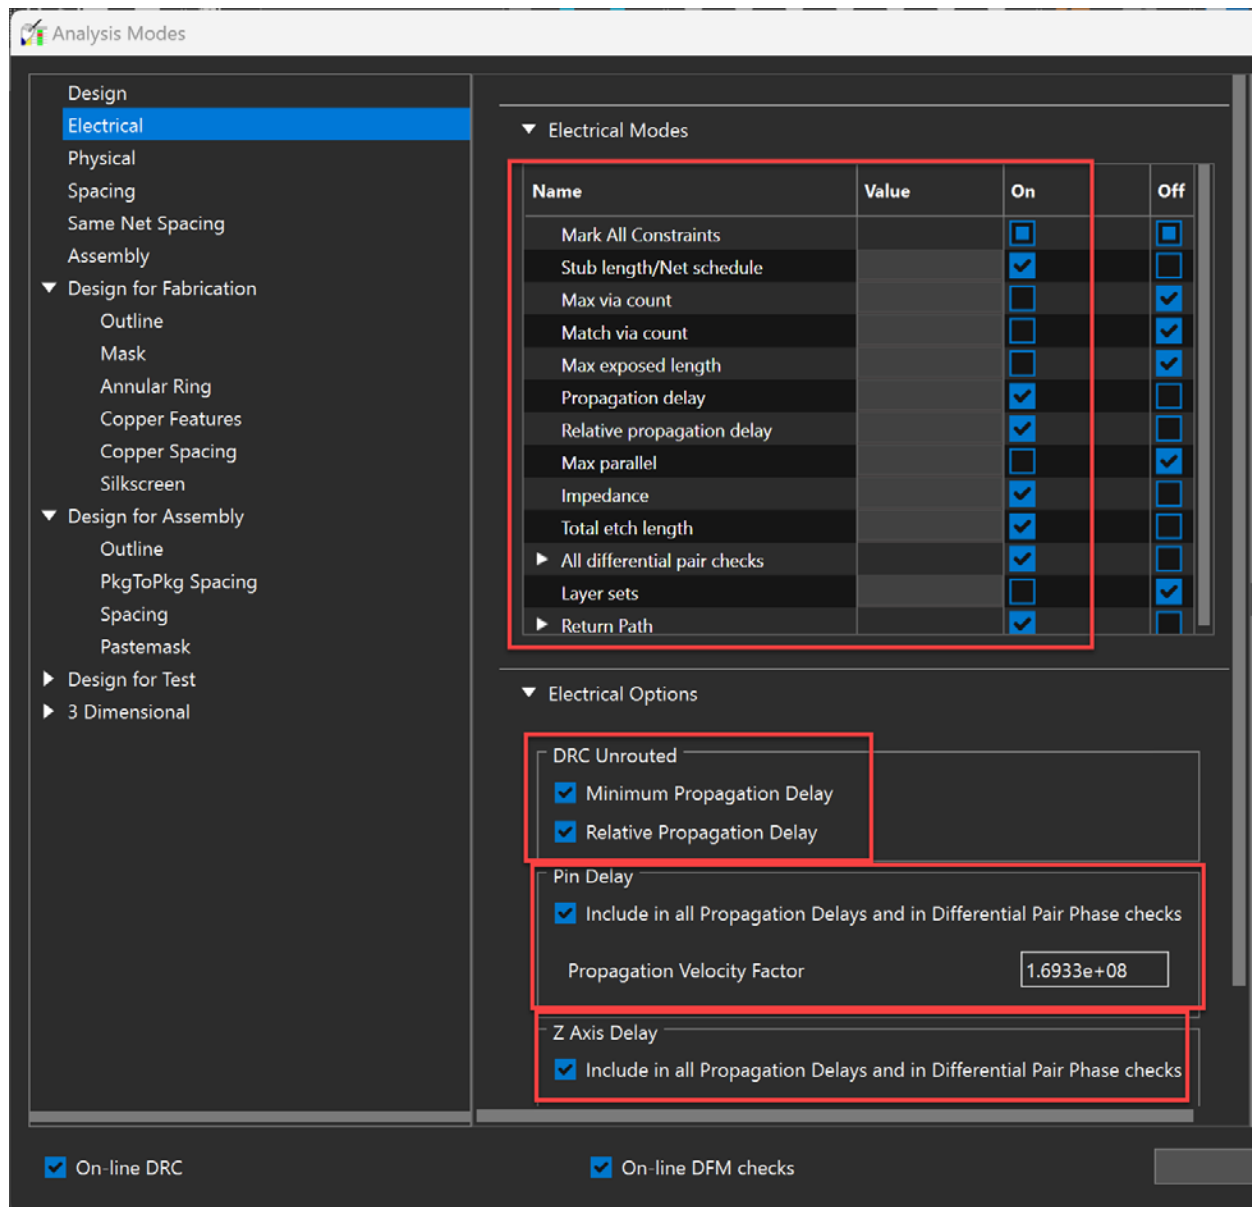 Analysis Modes
Design
Electrical
Physical
Spacing
Same Net Spacing
Assembly
Design for Fabrication
Outline
Mask
Annular Ring
Copper Features
Copper Spacing
Silkscreen
Design for Assembly
Outline
PkgToPkg Spacing
Spacing
Pastemask
Design for Test
3 Dimensional
Electrical Modes
Name Value On Off
Mark All Constraints
Stub length/Net schedule
Max via count
Match via count
Max exposed length
Propagation delay
Relative propagation delay
Max parallel
Impedance
Total etch length
All differential pair checks
Layer sets
Return Path
Electrical Options
DRC Unrouted
Minimum Propagation Delay
Relative Propagation Delay
Pin Delay
Include in all Propagation Delays and in Differential Pair Phase checks
Propagation Velocity Factor 1.6933e+08
Z Axis Delay
Include in all Propagation Delays and in Differential Pair Phase checks
On-line DRC On-line DFM checks